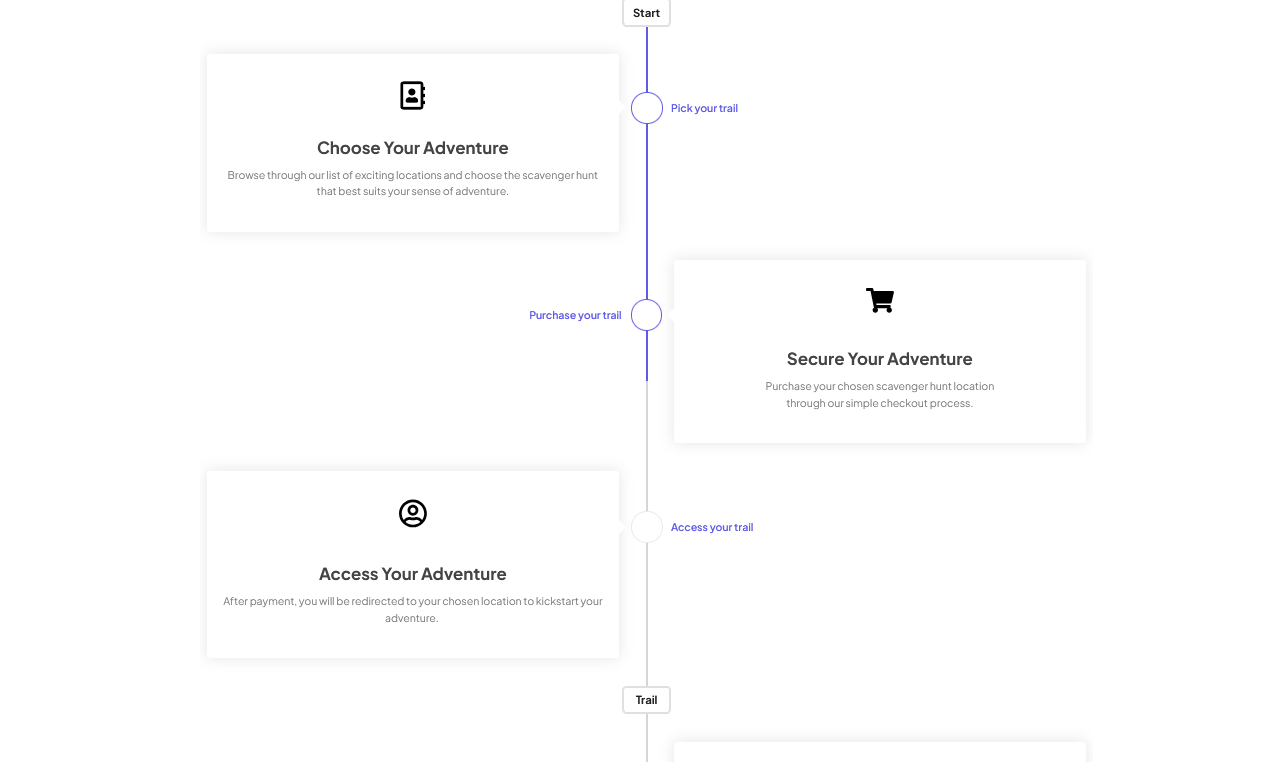 Start
Pick your trail
Choose Your Adventure
Browse through our list of exciting locations and choose the scavenger hunt
that best suits your sense of adventure.
Purchase your trail
Secure Your Adventure
Purchase your chosen scavenger hunt location
through our simple checkout process.
Access your trail
Access Your Adventure
After payment, you will be redirected to your chosen location to kickstart your
adventure.
Trail